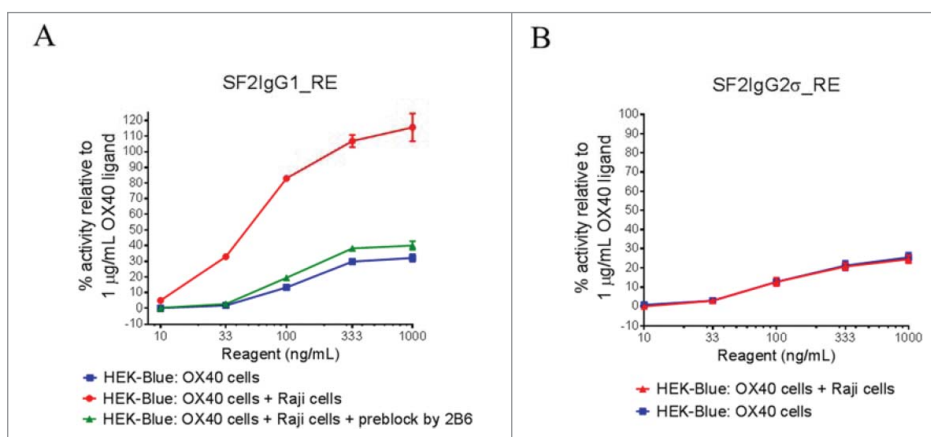 A
SF2IgG1_RE
% activity relative to
1 µg/mL OX40 ligand
120
110
100
90
80
70
60
50
40
30
20
10
0
-10
10
33
100
333
1000
Reagent (ng/mL)
HEK-Blue: OX40 cells
HEK-Blue: OX40 cells + Raji cells
HEK-Blue: OX40 cells + Raji cells + preblock by 2B6
B
SF2IgG2σ_RE
% activity relative to
1 µg/mL OX40 ligand
100
90
80
70
60
50
40
30
20
10
0
-10
10
33
100
333
1000
Reagent (ng/mL)
HEK-Blue: OX40 cells + Raji cells
HEK-Blue: OX40 cells